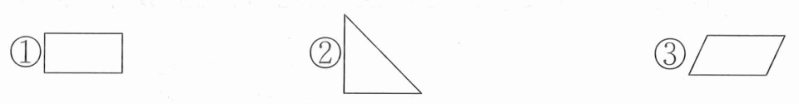 ① ② ③